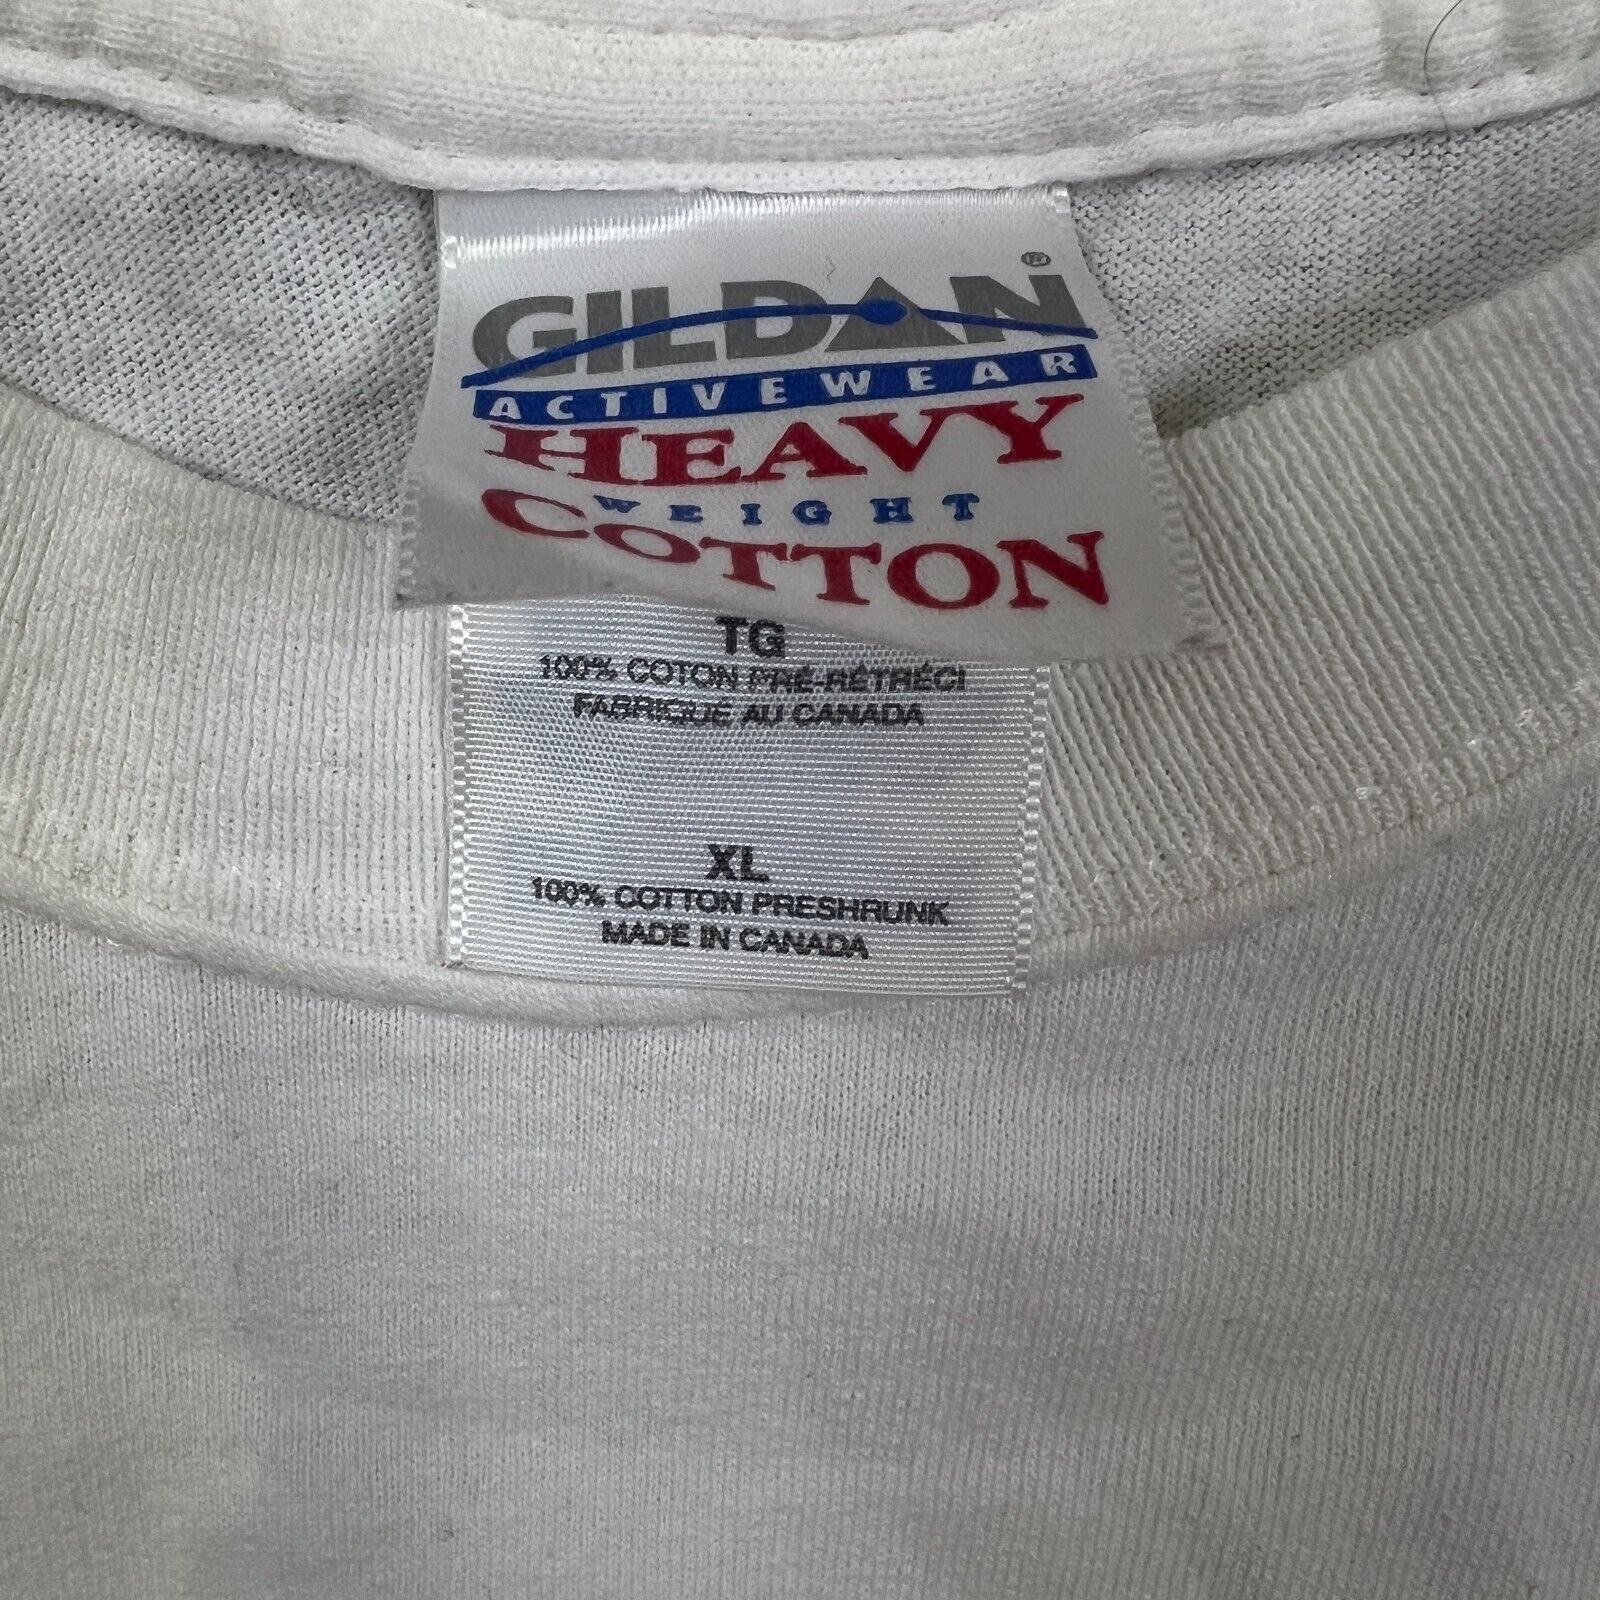 GILDAN®
ACTIVEWEAR
HEAVY
WEIGHT
COTTON
TG
100% COTON PRÉ-RÉTRÉCI
FABRIQUE AU CANADA
XL
100% COTTON PRESHRUNK
MADE IN CANADA